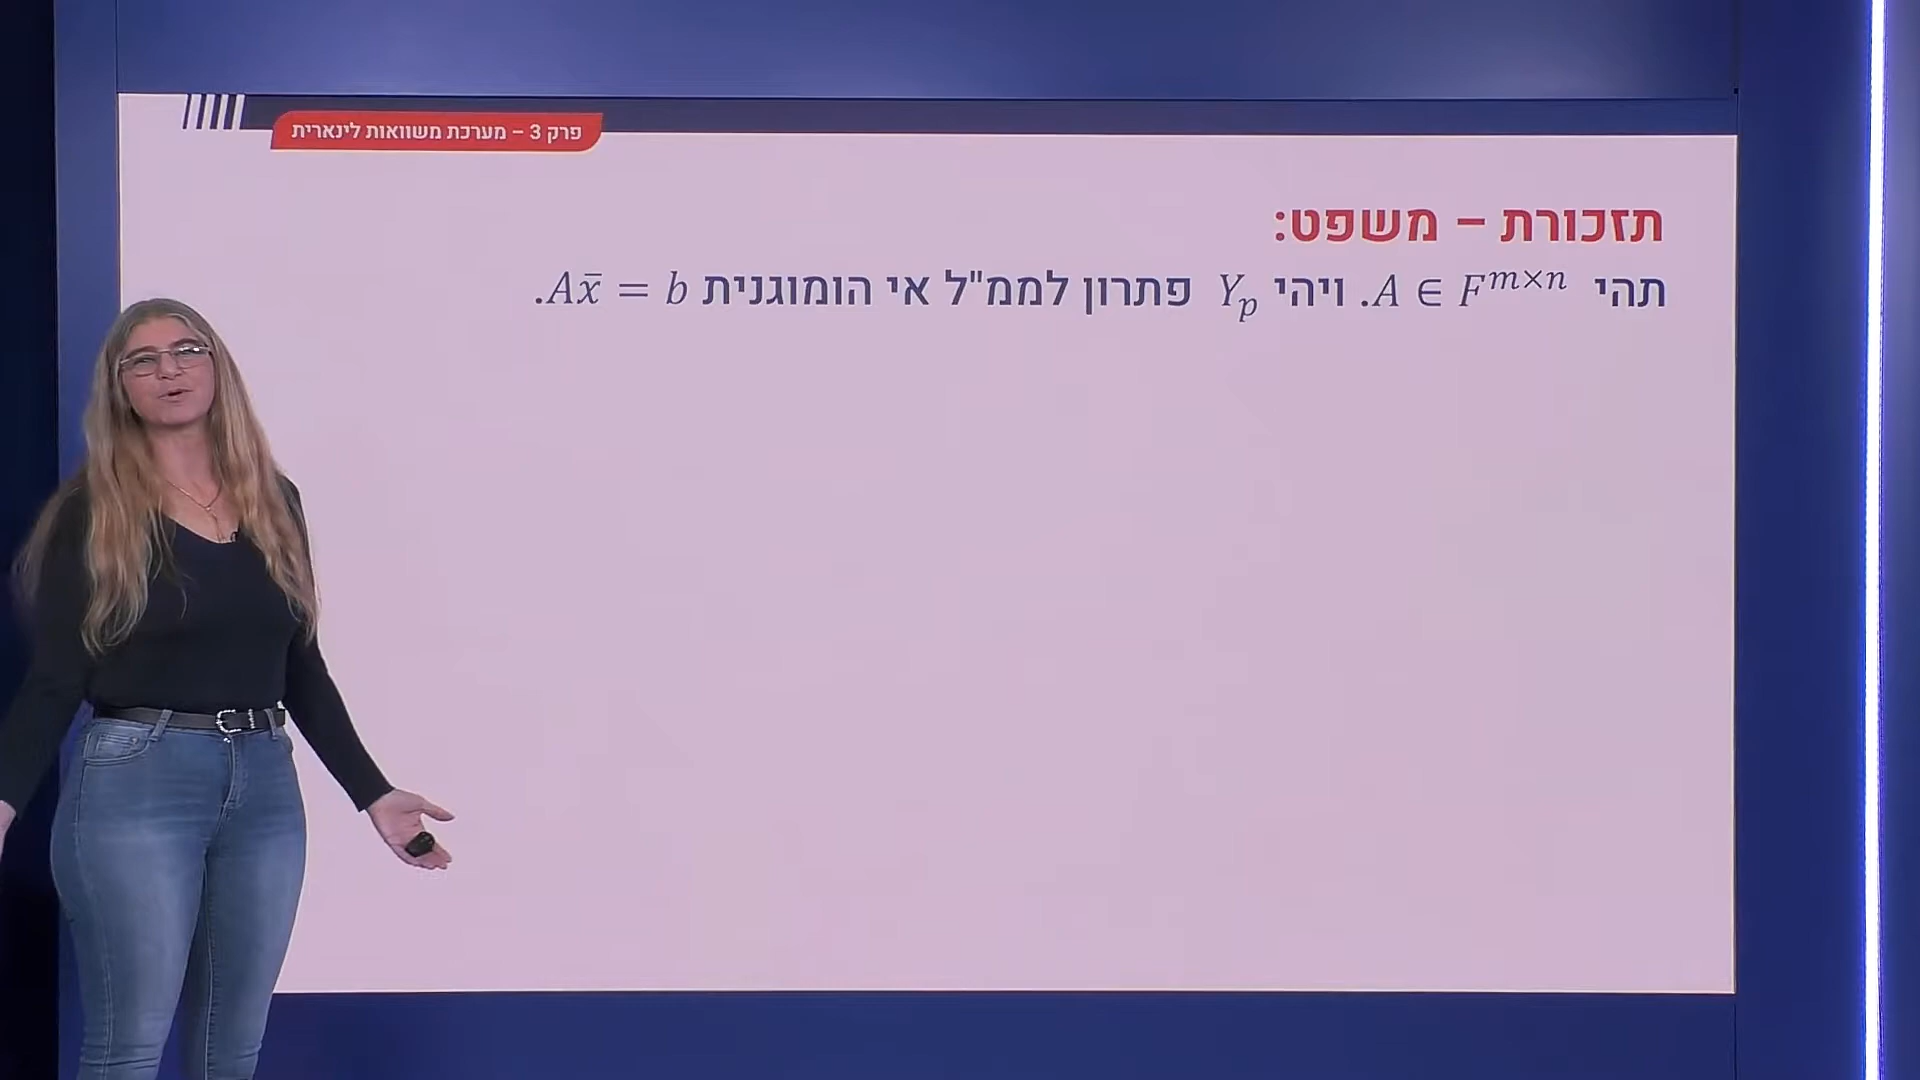 פרק 3 – מערכת משוואות לינארית
תזכורת – משפט:
תהי $A \in F^{m \times n}$. ויהי $Y_p$ פתרון לממ"ל אי הומוגנית $A\bar{x} = b$.